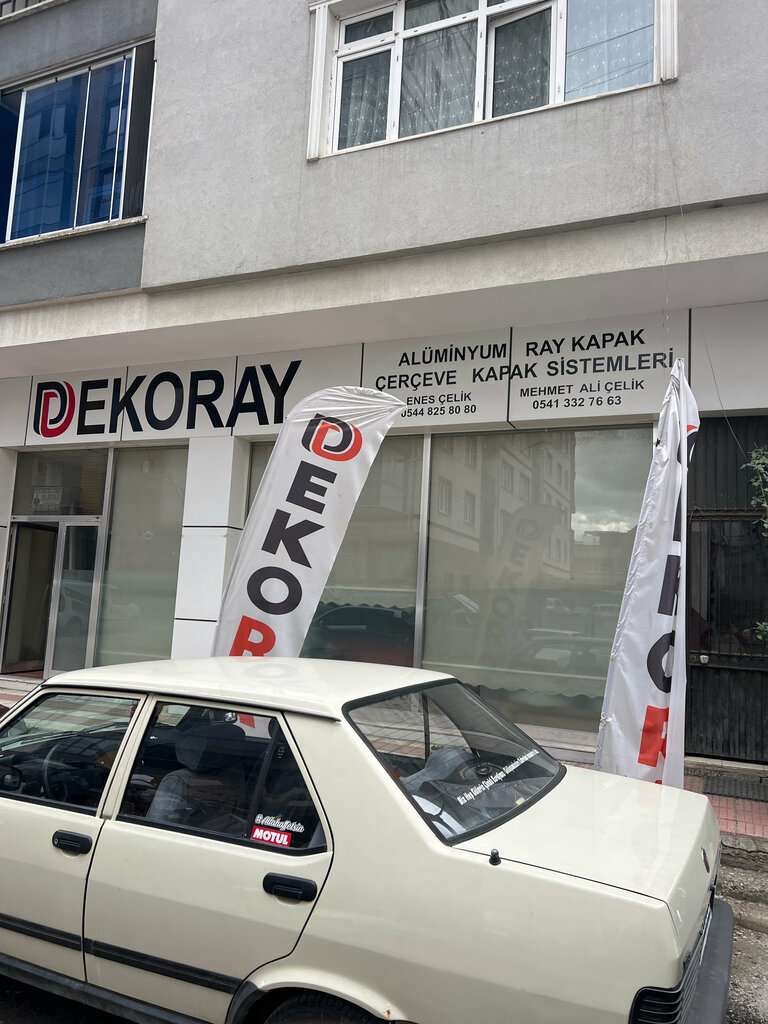 DEKORAY
ALÜMİNYUM RAY KAPAK
ÇERÇEVE KAPAK SİSTEMLERİ
ENES ÇELİK
0544 825 80 80
MEHMET ALİ ÇELİK
0541 332 76 63
DEKOR
KOR
MOTUL